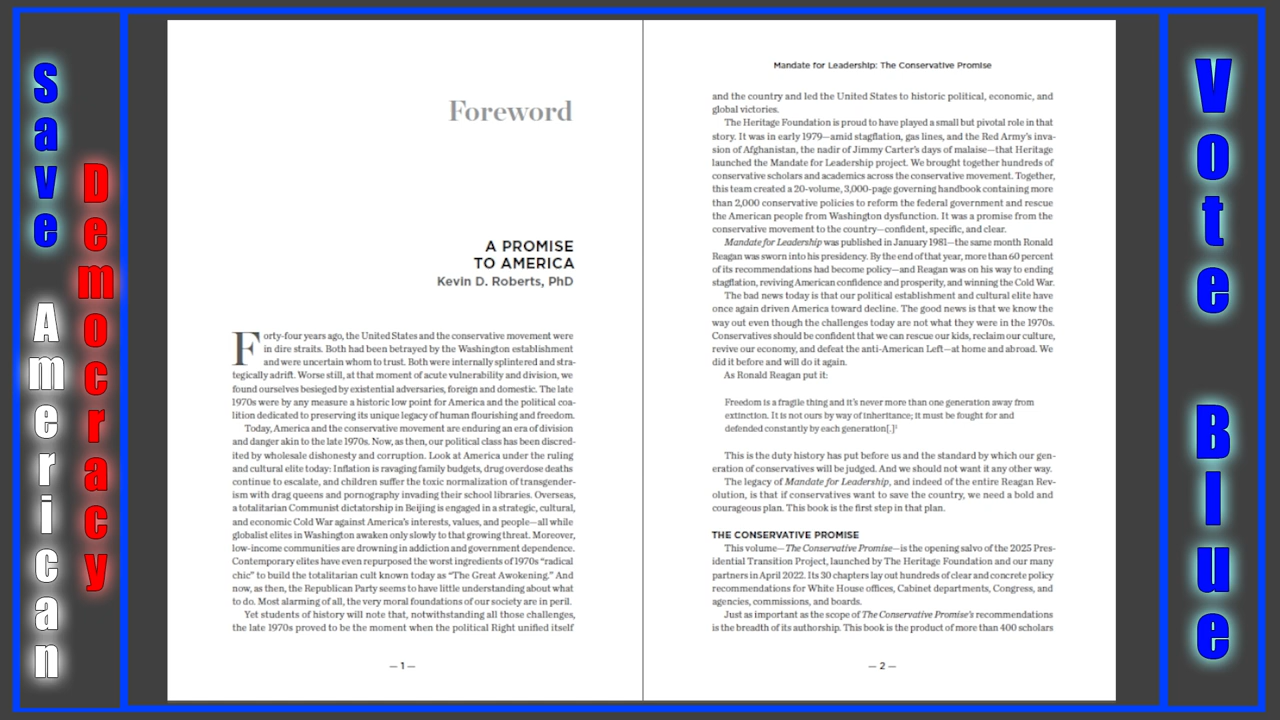 Save
American
Democracy
Foreword
A PROMISE
TO AMERICA
Kevin D. Roberts, PhD
Forty-four years ago, the United States and the conservative movement were
in dire straits. Both had been betrayed by the Washington establishment
and were uncertain whom to trust. Both were internally splintered and stra-
tegically adrift. Worse still, at that moment of acute vulnerability and division, we
found ourselves besieged by existential adversaries, foreign and domestic. The late
1970s were by any measure a historic low point for America and the political coa-
lition dedicated to preserving its unique legacy of human flourishing and freedom.
Today, America and the conservative movement are enduring an era of division
and danger akin to the late 1970s. Now, as then, our political class has been discred-
ited by wholesale dishonesty and corruption. Look at America under the ruling
and cultural elite today: Inflation is ravaging family budgets, drug overdose deaths
continue to escalate, and children suffer the toxic normalization of transgender-
ism with drag queens and pornography invading their school libraries. Overseas,
a totalitarian Communist dictatorship in Beijing is engaged in a strategic, cultural,
and economic Cold War against America's interests, values, and people—all while
globalist elites in Washington awaken only slowly to that growing threat. Moreover,
low-income communities are drowning in addiction and government dependence.
Contemporary elites have even repurposed the worst ingredients of 1970s "radical
chic" to build the totalitarian cult known today as "The Great Awokening." And
now, as then, the Republican Party seems to have little understanding about what
to do. Most alarming of all, the very moral foundations of our society are in peril.
Yet students of history will note that, notwithstanding all those challenges,
the late 1970s proved to be the moment when the political Right unified itself
— 1 —
Mandate for Leadership: The Conservative Promise
and the country and led the United States to historic political, economic, and
global victories.
The Heritage Foundation is proud to have played a small but pivotal role in that
story. It was in early 1979—amid stagflation, gas lines, and the Red Army's inva-
sion of Afghanistan, the nadir of Jimmy Carter's days of malaise—that Heritage
launched the Mandate for Leadership project. We brought together hundreds of
conservative scholars and academics across the conservative movement. Together,
this team created a 20-volume, 3,000-page governing handbook containing more
than 2,000 conservative policies to reform the federal government and rescue
the American people from Washington dysfunction. It was a promise from the
conservative movement to the country—confident, specific, and clear.
Mandate for Leadership was published in January 1981—the same month Ronald
Reagan was sworn into his presidency. By the end of that year, more than 60 percent
of its recommendations had become policy—and Reagan was on his way to ending
stagflation, reviving American confidence and prosperity, and winning the Cold War.
The bad news today is that our political establishment and cultural elite have
once again driven America toward decline. The good news is that we know the
way out even though the challenges today are not what they were in the 1970s.
Conservatives should be confident that we can rescue our kids, reclaim our culture,
revive our economy, and defeat the anti-American Left—at home and abroad. We
did it before and will do it again.
As Ronald Reagan put it:
Freedom is a fragile thing and it's never more than one generation away from
extinction. It is not ours by way of inheritance; it must be fought for and
defended constantly by each generation[.]¹
This is the duty history has put before us and the standard by which our gen-
eration of conservatives will be judged. And we should not want it any other way.
The legacy of Mandate for Leadership, and indeed of the entire Reagan Rev-
olution, is that if conservatives want to save the country, we need a bold and
courageous plan. This book is the first step in that plan.
THE CONSERVATIVE PROMISE
This volume—The Conservative Promise—is the opening salvo of the 2025 Pres-
idential Transition Project, launched by The Heritage Foundation and our many
partners in April 2022. Its 30 chapters lay out hundreds of clear and concrete policy
recommendations for White House offices, Cabinet departments, Congress, and
agencies, commissions, and boards.
Just as important as the scope of The Conservative Promise's recommendations
is the breadth of its authorship. This book is the product of more than 400 scholars
— 2 —
Vote
Blue